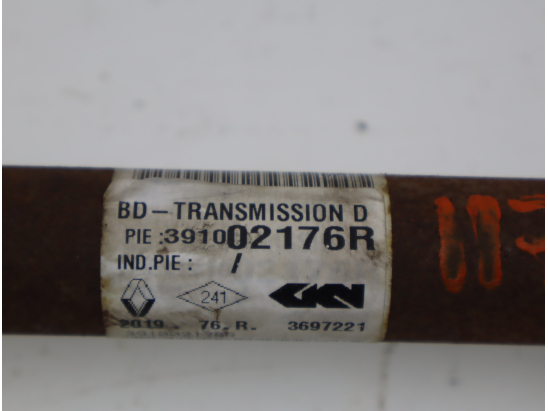 BD-TRANSMISSION D
PIE :391002176R
IND.PIE : /
241 GKN
2019 . 76. R. 3697221